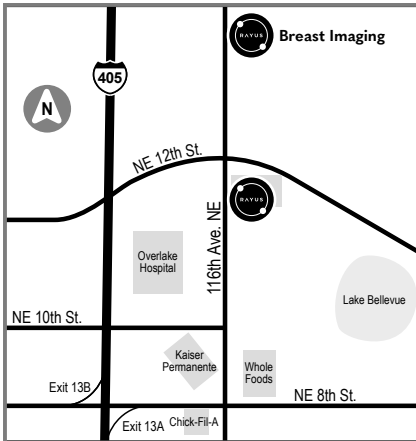 RAYUS
Breast Imaging
405
N
NE 12th St.
RAYUS
116th Ave. NE
Overlake
Hospital
Lake Bellevue
NE 10th St.
Kaiser
Permanente
Whole
Foods
Exit 13B
NE 8th St.
Exit 13A
Chick-Fil-A